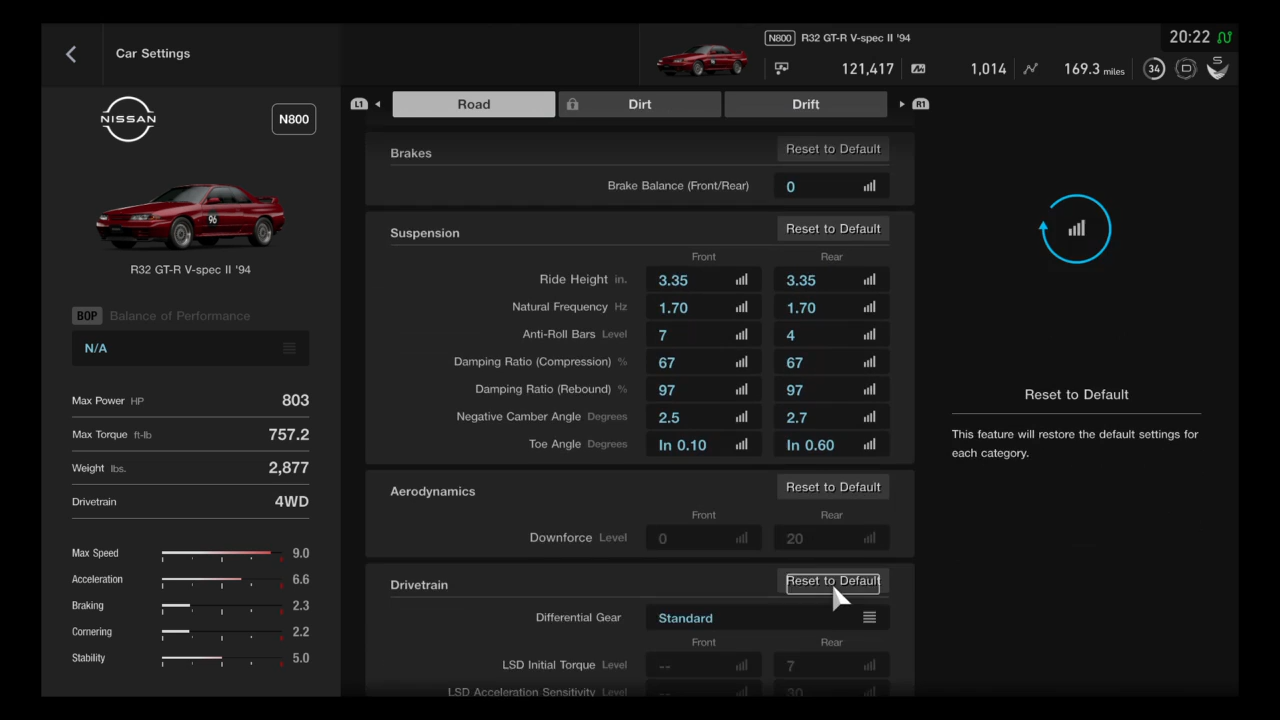 Car Settings
N800 R32 GT-R V-spec II '94
20:22
121,417
1,014
169.3 miles
34
D
S
NISSAN
N800
96
R32 GT-R V-spec II '94
BOP Balance of Performance
N/A
Max Power HP 803
Max Torque ft-lb 757.2
Weight lbs. 2,877
Drivetrain 4WD
Max Speed 9.0
Acceleration 6.6
Braking 2.3
Cornering 2.2
Stability 5.0
L1 Road Dirt Drift R1
Brakes Reset to Default
Brake Balance (Front/Rear) 0
Suspension Reset to Default
Front Rear
Ride Height in. 3.35 3.35
Natural Frequency Hz 1.70 1.70
Anti-Roll Bars Level 7 4
Damping Ratio (Compression) % 67 67
Damping Ratio (Rebound) % 97 97
Negative Camber Angle Degrees 2.5 2.7
Toe Angle Degrees In 0.10 In 0.60
Aerodynamics Reset to Default
Front Rear
Downforce Level 0 20
Drivetrain Reset to Default
Differential Gear Standard
Front Rear
LSD Initial Torque Level -- 7
LSD Acceleration Sensitivity Level -- 30
Reset to Default
This feature will restore the default settings for
each category.